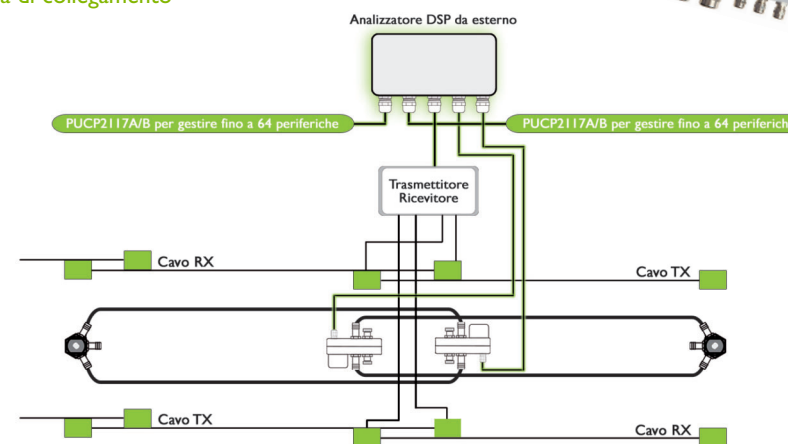 di collegamento
Analizzatore DSP da esterno
PUCP2117A/B per gestire fino a 64 periferiche
PUCP2117A/B per gestire fino a 64
Trasmettitore
Ricevitore
Cavo RX
Cavo TX
Cavo TX
Cavo RX